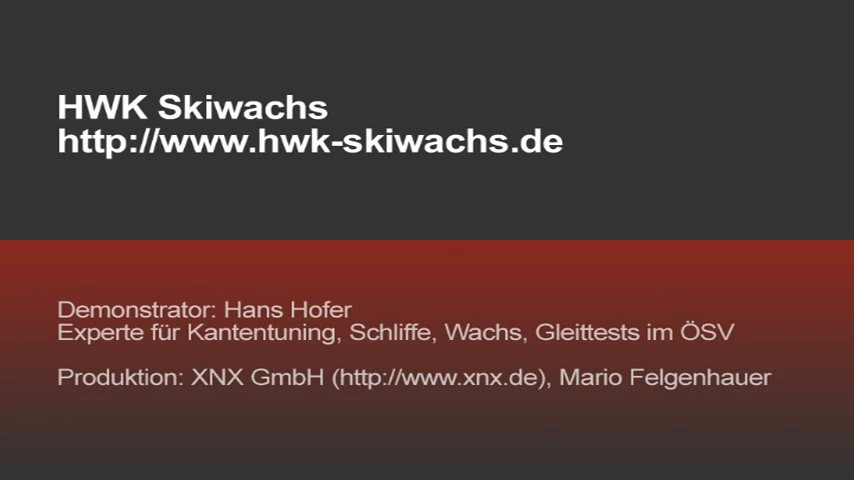 HWK Skiwachs
http://www.hwk-skiwachs.de
Demonstrator: Hans Hofer
Experte für Kantentuning, Schliffe, Wachs, Gleittests im ÖSV
Produktion: XNX GmbH (http://www.xnx.de), Mario Felgenhauer